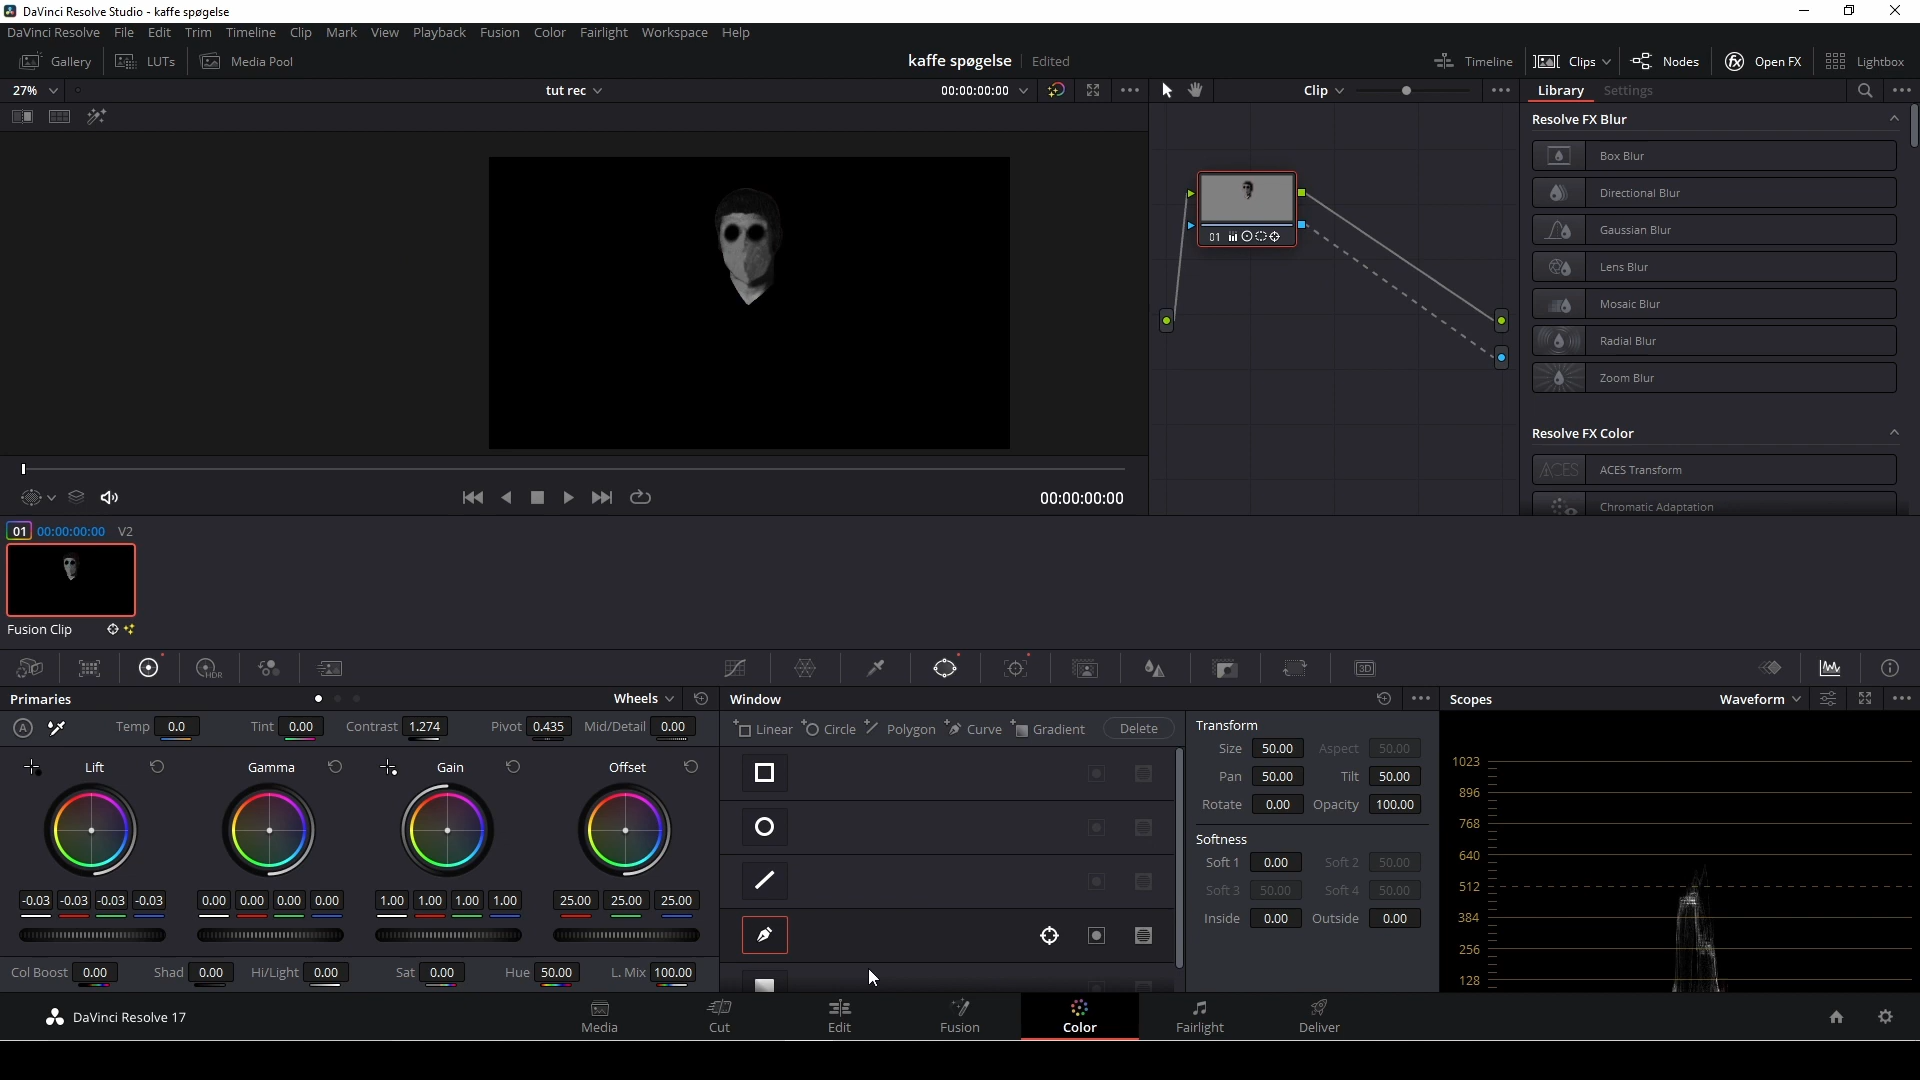 DaVinci Resolve Studio - kaffe spøgelse
DaVinci Resolve File Edit Trim Timeline Clip Mark View Playback Fusion Color Fairlight Workspace Help
Gallery LUTs Media Pool kaffe spøgelse Edited Timeline Clips Nodes Open FX Lightbox
27% tut rec 00:00:00:00 Clip Library Settings
Resolve FX Blur
Box Blur
Directional Blur
Gaussian Blur
01
Lens Blur
Mosaic Blur
Radial Blur
Zoom Blur
Resolve FX Color
ACES ACES Transform
00:00:00:00
Chromatic Adaptation
01 00:00:00:00 V2
Fusion Clip
HDR 3D
Primaries Wheels Window Scopes Waveform
A Temp 0.0 Tint 0.00 Contrast 1.274 Pivot 0.435 Mid/Detail 0.00
Linear Circle Polygon Curve Gradient Delete
Transform
Size 50.00 Aspect 50.00
Pan 50.00 Tilt 50.00
Rotate 0.00 Opacity 100.00
Softness
Soft 1 0.00 Soft 2 50.00
Soft 3 50.00 Soft 4 50.00
Inside 0.00 Outside 0.00
Lift Gamma Gain Offset
-0.03 -0.03 -0.03 -0.03 0.00 0.00 0.00 0.00 1.00 1.00 1.00 1.00 25.00 25.00 25.00
Col Boost 0.00 Shad 0.00 Hi/Light 0.00 Sat 0.00 Hue 50.00 L. Mix 100.00
1023
896
768
640
512
384
256
128
DaVinci Resolve 17 Media Cut Edit Fusion Color Fairlight Deliver